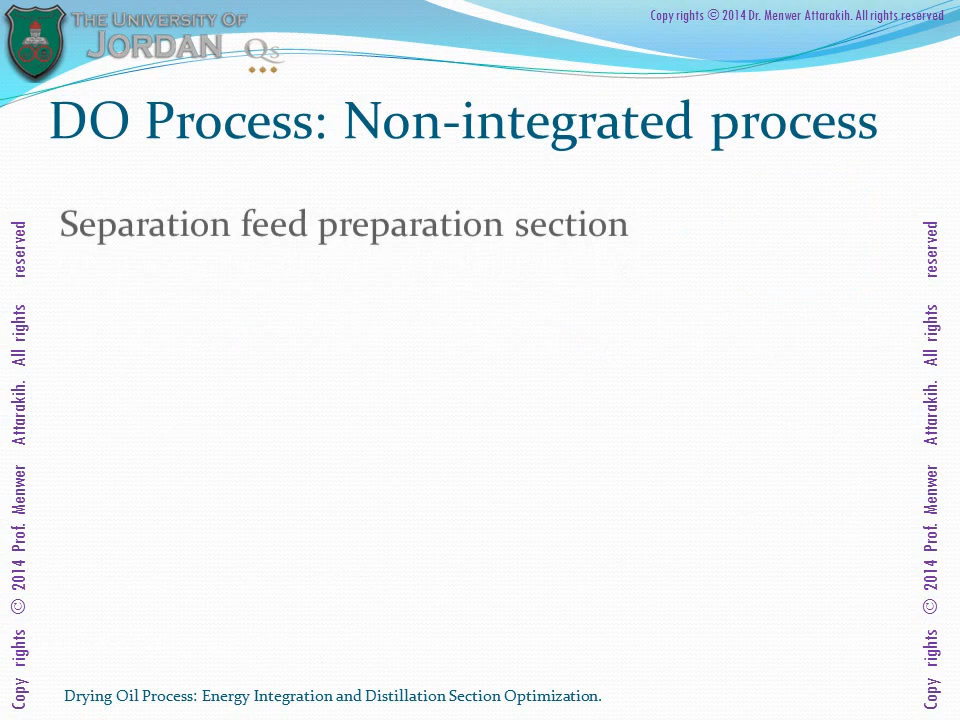 THE UNIVERSITY OF
JORDAN QS
Copy rights © 2014 Dr. Menwer Attarakih. All rights reserved
DO Process: Non-integrated process
Separation feed preparation section
Copy rights © 2014 Prof. Menwer Attarakih. All rights reserved
Copy rights © 2014 Prof. Menwer Attarakih. All rights reserved
Drying Oil Process: Energy Integration and Distillation Section Optimization.